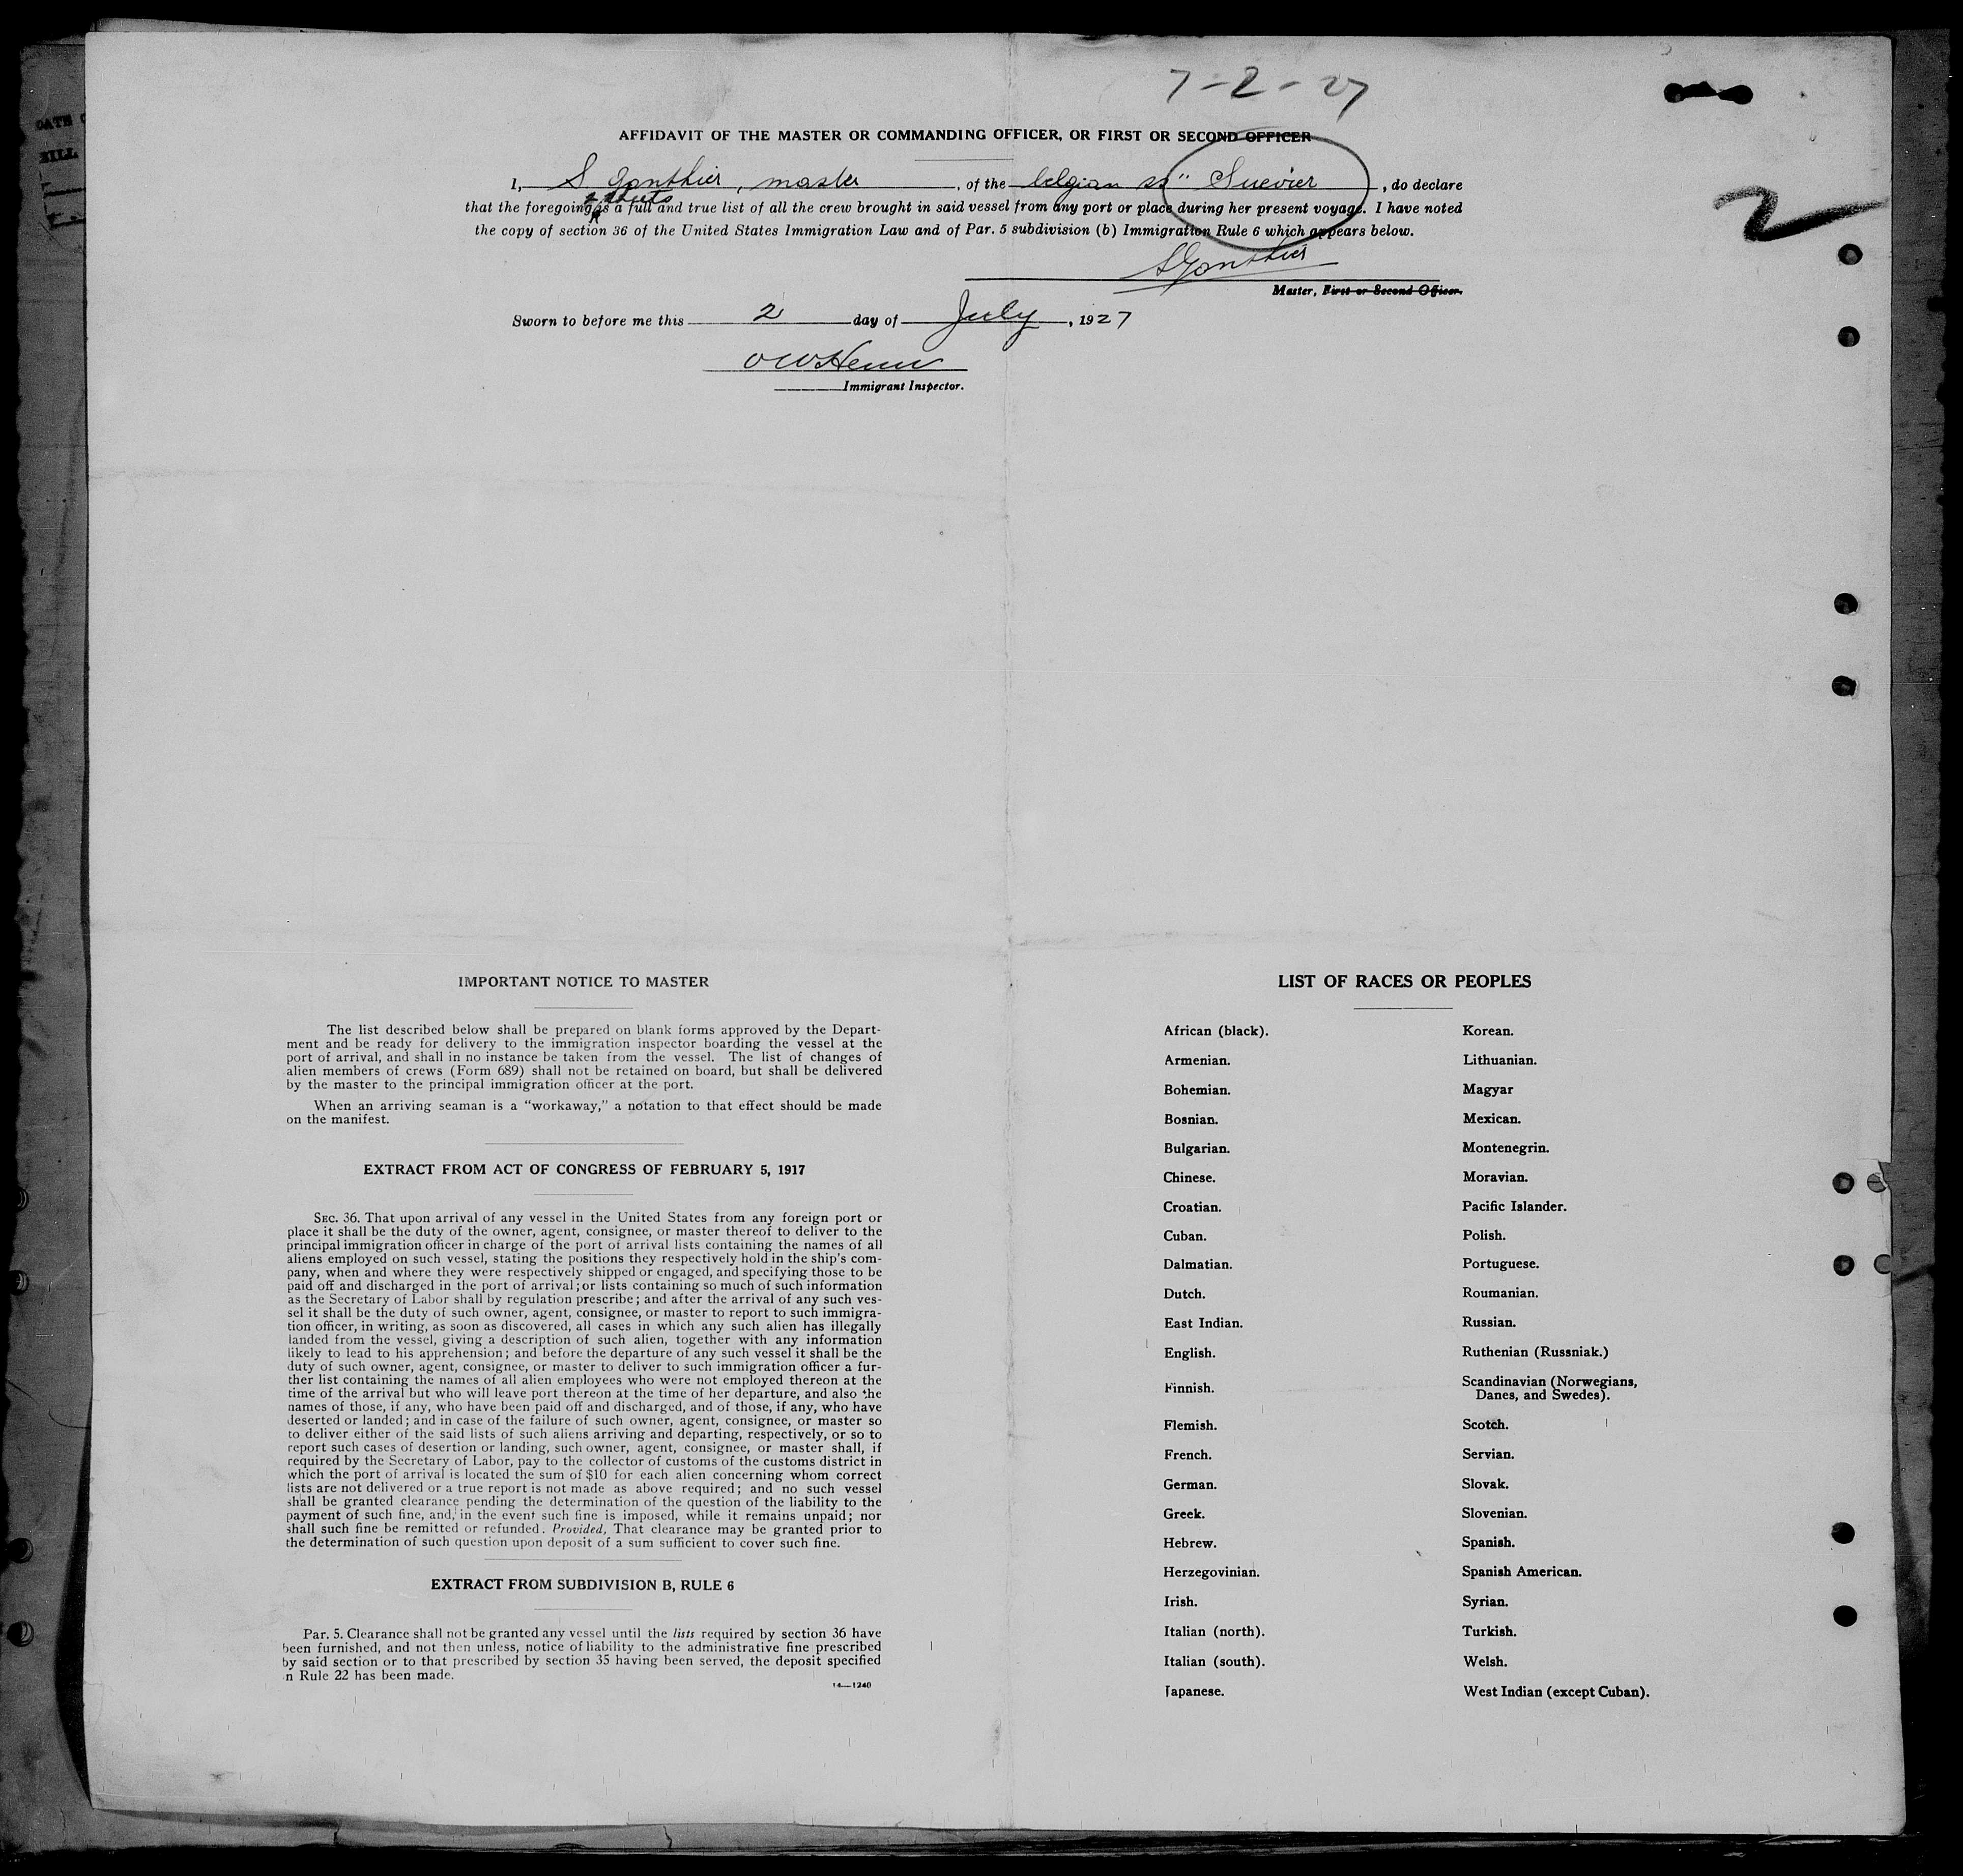 7-2-27
AFFIDAVIT OF THE MASTER OR COMMANDING OFFICER, OR FIRST OR SECOND OFFICER
I, S Gonthier, master, of the belgian ss "Suevier, do declare
that the foregoing is a full and true list of all the crew brought in said vessel from any port or place during her present voyage. I have noted
the copy of section 36 of the United States Immigration Law and of Par. 5 subdivision (b) Immigration Rule 6 which appears below.
2
SGonthier
Master, First or Second Officer.
Sworn to before me this 2 day of July, 1927
Immigrant Inspector.
IMPORTANT NOTICE TO MASTER
The list described below shall be prepared on blank forms approved by the Depart-
ment and be ready for delivery to the immigration inspector boarding the vessel at the
port of arrival, and shall in no instance be taken from the vessel. The list of changes of
alien members of crews (Form 689) shall not be retained on board, but shall be delivered
by the master to the principal immigration officer at the port.
When an arriving seaman is a "workaway," a notation to that effect should be made
on the manifest.
EXTRACT FROM ACT OF CONGRESS OF FEBRUARY 5, 1917
SEC. 36. That upon arrival of any vessel in the United States from any foreign port or
place it shall be the duty of the owner, agent, consignee, or master thereof to deliver to the
principal immigration officer in charge of the port of arrival lists containing the names of all
aliens employed on such vessel, stating the positions they respectively hold in the ship's com-
pany, when and where they were respectively shipped or engaged, and specifying those to be
paid off and discharged in the port of arrival; or lists containing so much of such information
as the Secretary of Labor shall by regulation prescribe; and after the arrival of any such ves-
sel it shall be the duty of such owner, agent, consignee, or master to report to such immigra-
tion officer, in writing, as soon as discovered, all cases in which any such alien has illegally
landed from the vessel, giving a description of such alien, together with any information
likely to lead to his apprehension; and before the departure of any such vessel it shall be the
duty of such owner, agent, consignee, or master to deliver to such immigration officer a fur-
ther list containing the names of all alien employees who were not employed thereon at the
time of the arrival but who will leave port thereon at the time of her departure, and also the
names of those, if any, who have been paid off and discharged, and of those, if any, who have
deserted or landed; and in case of the failure of such owner, agent, consignee, or master so
to deliver either of the said lists of such aliens arriving and departing, respectively, or so to
report such cases of desertion or landing, such owner, agent, consignee, or master shall, if
required by the Secretary of Labor, pay to the collector of customs of the customs district in
which the port of arrival is located the sum of $10 for each alien concerning whom correct
lists are not delivered or a true report is not made as above required; and no such vessel
shall be granted clearance pending the determination of the question of the liability to the
payment of such fine, and, in the event such fine is imposed, while it remains unpaid; nor
shall such fine be remitted or refunded. Provided, That clearance may be granted prior to
the determination of such question upon deposit of a sum sufficient to cover such fine.
EXTRACT FROM SUBDIVISION B, RULE 6
Par. 5. Clearance shall not be granted any vessel until the lists required by section 36 have
been furnished, and not then unless, notice of liability to the administrative fine prescribed
by said section or to that prescribed by section 35 having been served, the deposit specified
n Rule 22 has been made.
14—1240
LIST OF RACES OR PEOPLES
African (black).
Armenian.
Bohemian.
Bosnian.
Bulgarian.
Chinese.
Croatian.
Cuban.
Dalmatian.
Dutch.
East Indian.
English.
Finnish.
Flemish.
French.
German.
Greek.
Hebrew.
Herzegovinian.
Irish.
Italian (north).
Italian (south).
Japanese.
Korean.
Lithuanian.
Magyar
Mexican.
Montenegrin.
Moravian.
Pacific Islander.
Polish.
Portuguese.
Roumanian.
Russian.
Ruthenian (Russniak.)
Scandinavian (Norwegians,
Danes, and Swedes).
Scotch.
Servian.
Slovak.
Slovenian.
Spanish.
Spanish American.
Syrian.
Turkish.
Welsh.
West Indian (except Cuban).